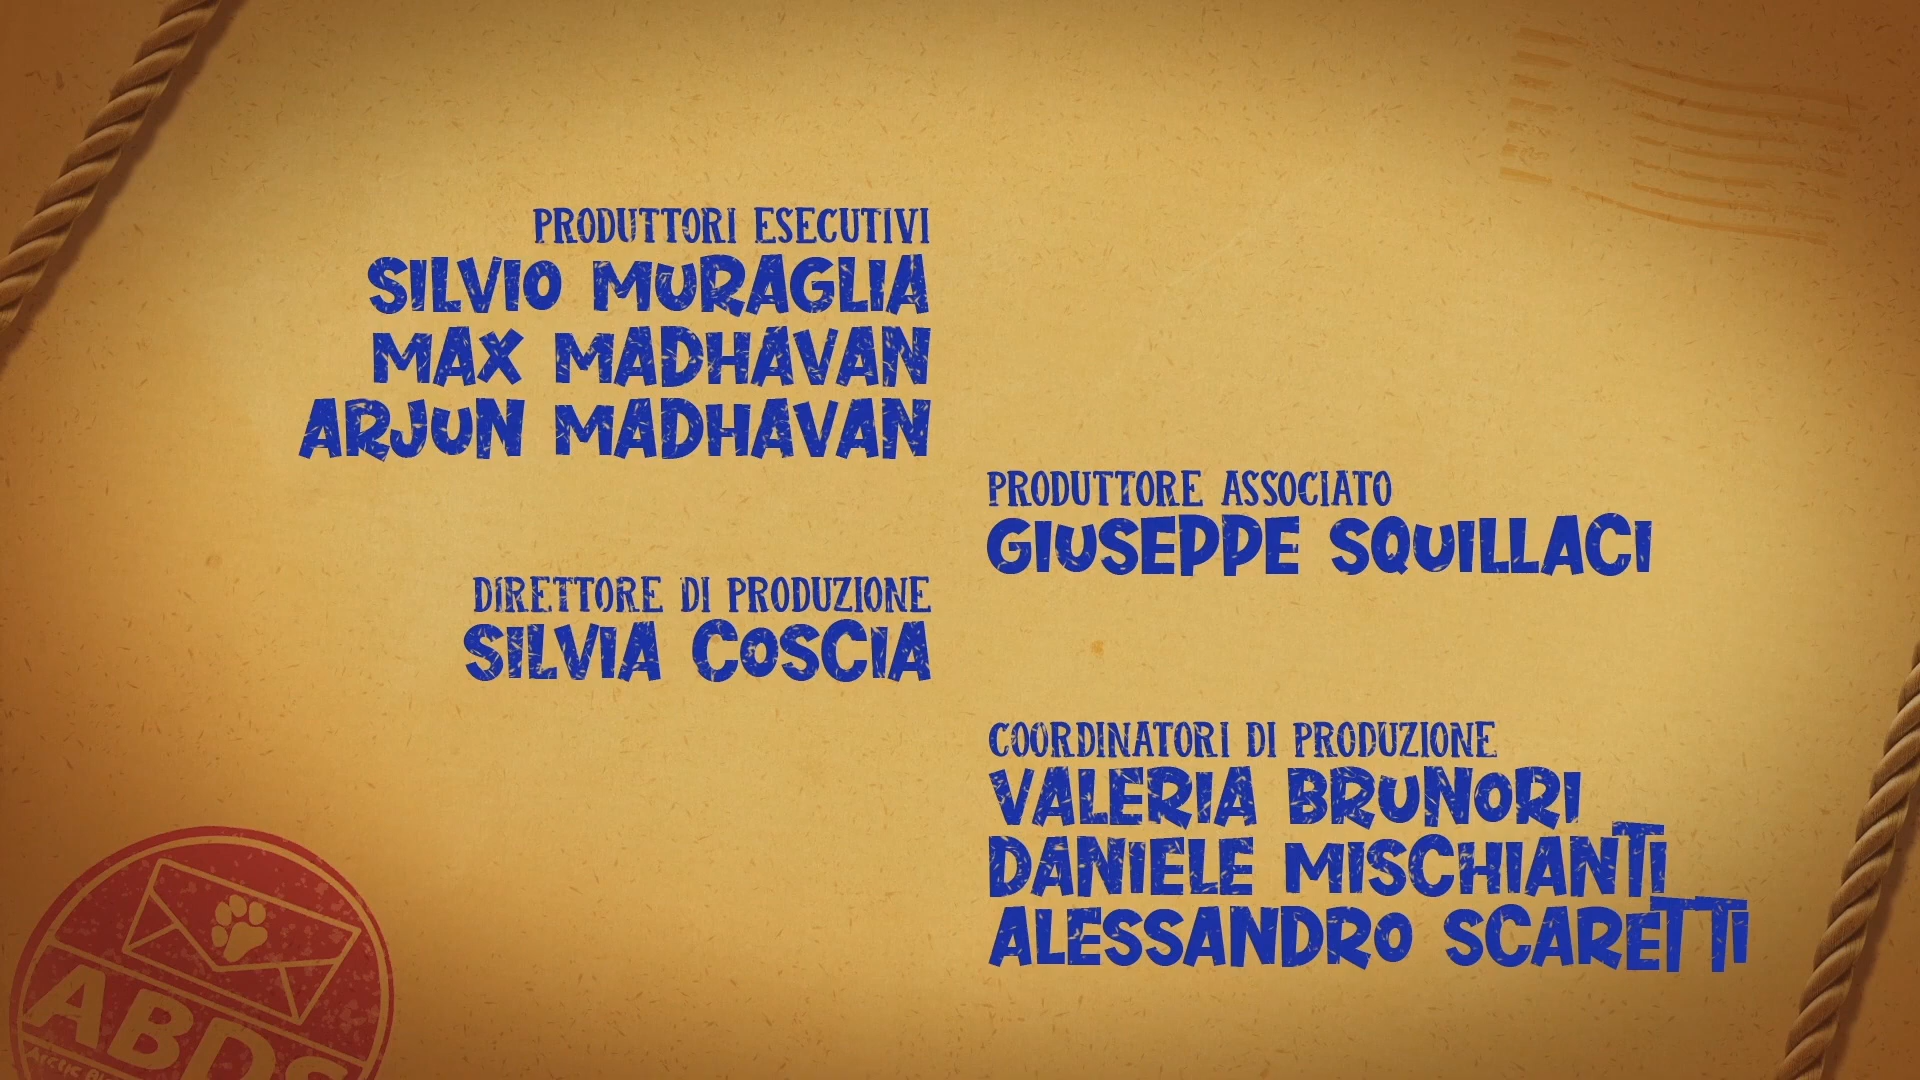 PRODUTTORI ESECUTIVI
SILVIO MURAGLIA
MAX MADHAVAN
ARJUN MADHAVAN
PRODUTTORE ASSOCIATO
GIUSEPPE SQUILLACI
DIRETTORE DI PRODUZIONE
SILVIA COSCIA
COORDINATORI DI PRODUZIONE
VALERIA BRUNORI
DANIELE MISCHIANTI
ALESSANDRO SCARETTI
ABDS
Arctic